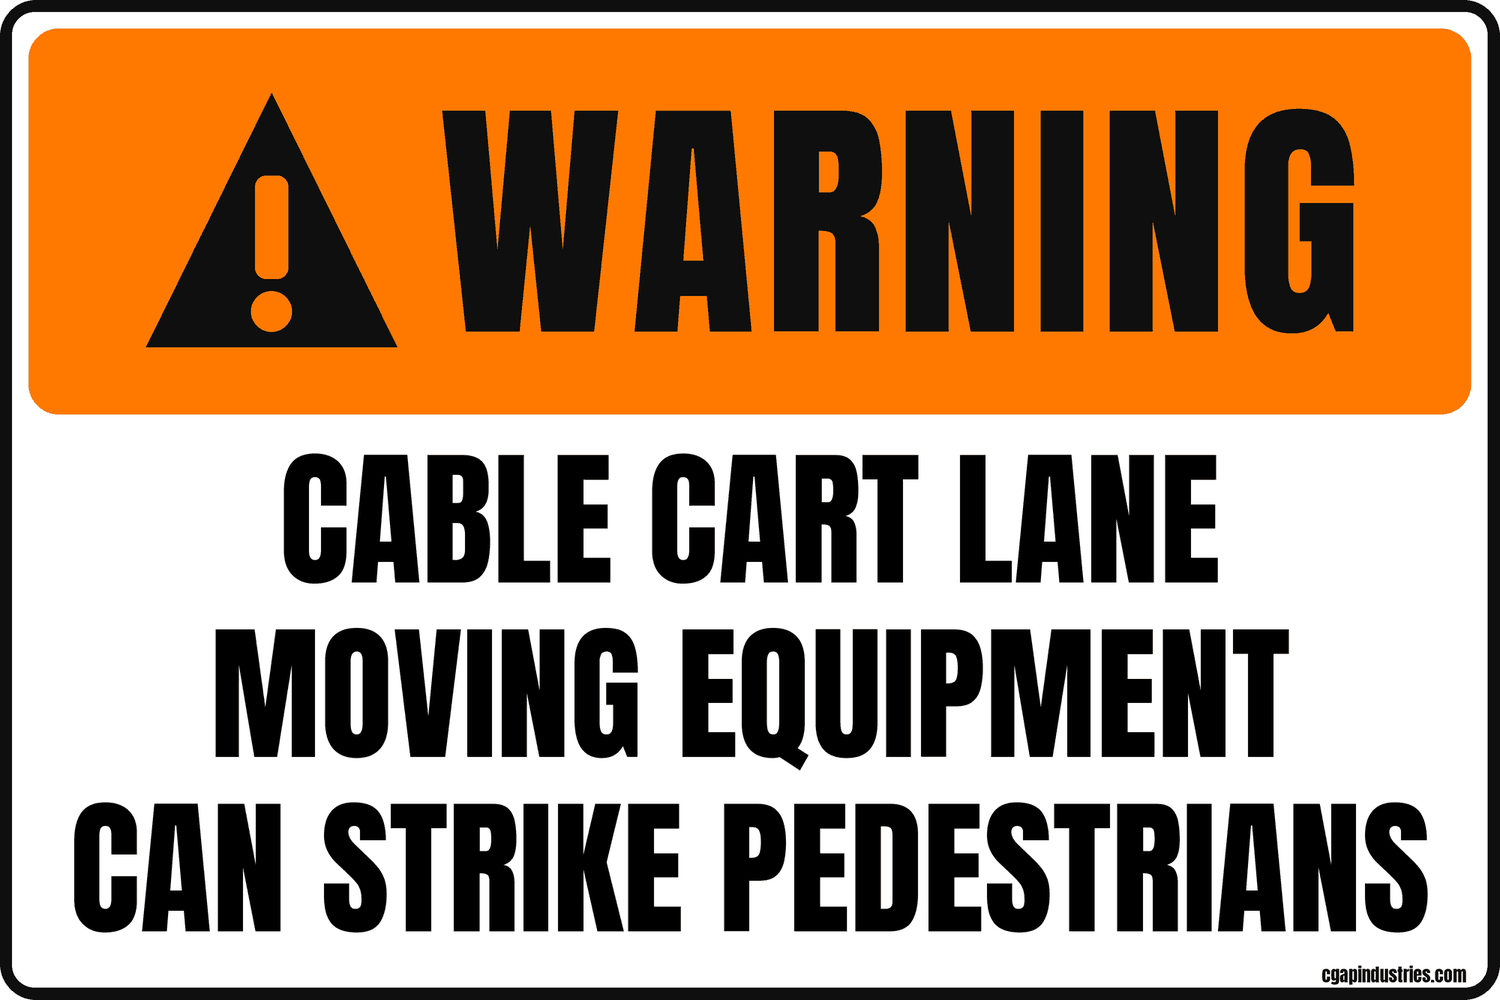 WARNING
CABLE CART LANE
MOVING EQUIPMENT
CAN STRIKE PEDESTRIANS
cgapindustries.com